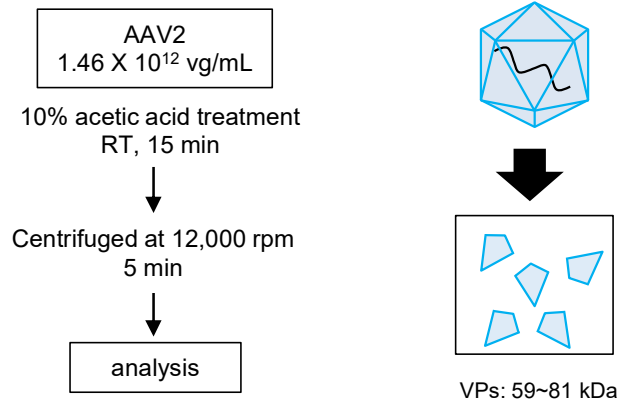 AAV2
1.46 X 10¹² vg/mL
10% acetic acid treatment
RT, 15 min
Centrifuged at 12,000 rpm
5 min
analysis
VPs: 59~81 kDa